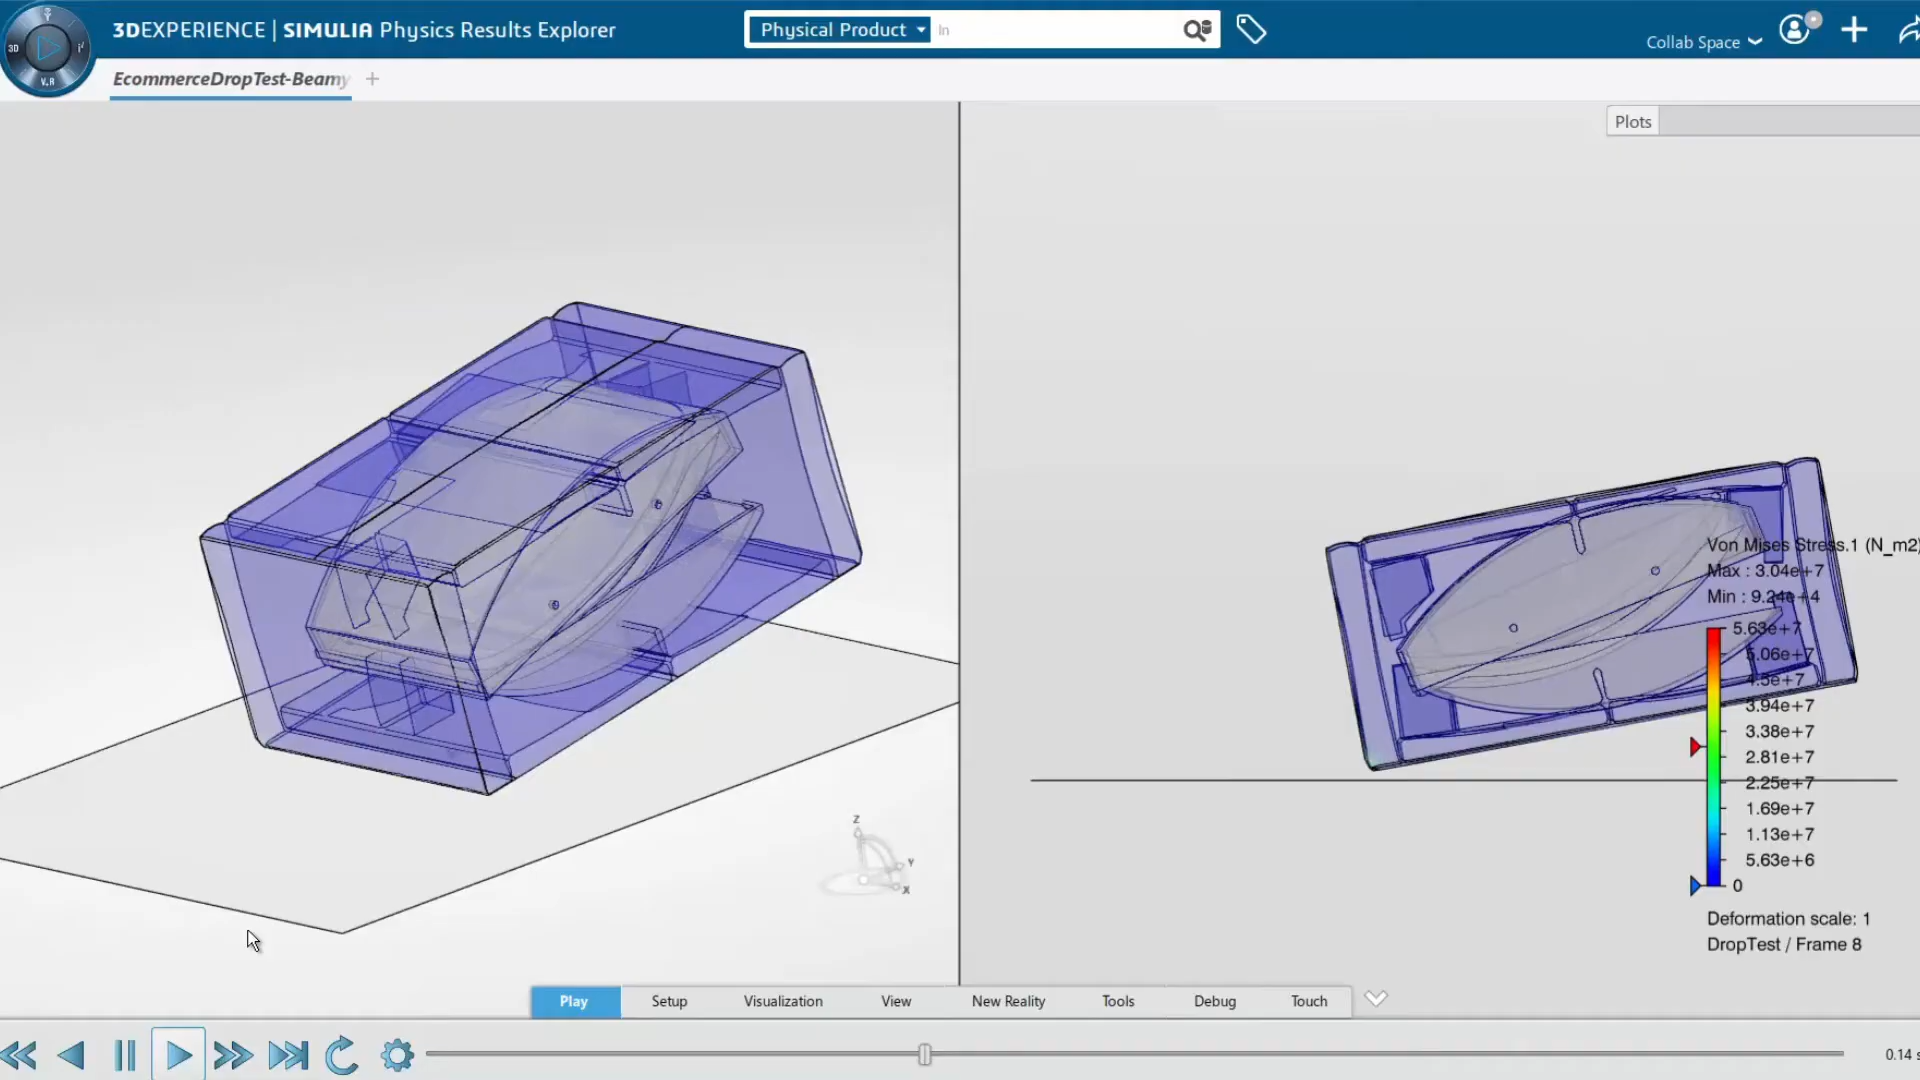 3DEXPERIENCE | SIMULIA Physics Results Explorer
Physical Product
In
Collab Space
3D
V.R
EcommerceDropTest-Beamy
Plots
Von Mises Stress.1 (N_m2)
Max : 3.04e+7
Min : 9.24e+4
5.63e+7
5.06e+7
4.5e+7
3.94e+7
3.38e+7
2.81e+7
2.25e+7
1.69e+7
1.13e+7
5.63e+6
0
Deformation scale: 1
DropTest / Frame 8
Z
Y
X
Play Setup Visualization View New Reality Tools Debug Touch
0.14 s